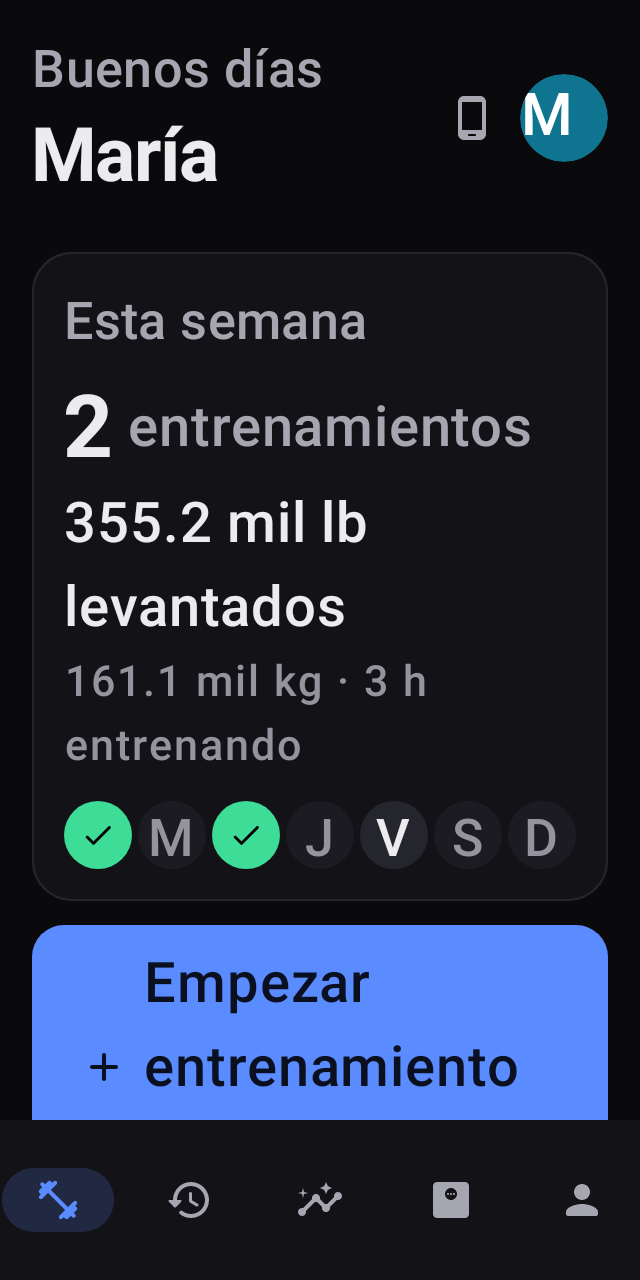 Buenos días
María
M
Esta semana
2 entrenamientos
355.2 mil lb
levantados
161.1 mil kg · 3 h
entrenando
M J V S D
Empezar
+ entrenamiento